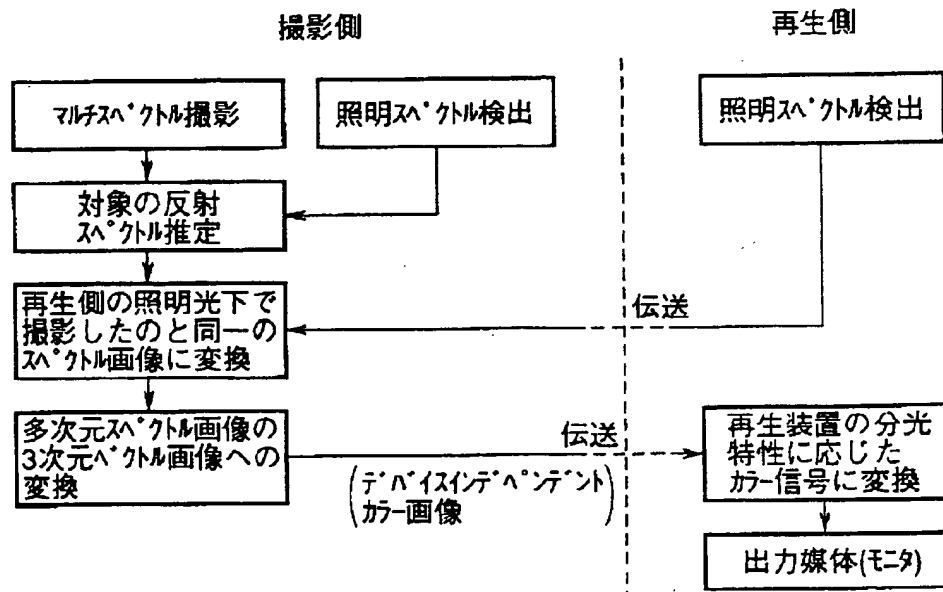 撮影側
再生側
マルチスペクトル撮影
照明スペクトル検出
照明スペクトル検出
対象の反射
スペクトル推定
再生側の照明光下で
撮影したのと同一の
スペクトル画像に変換
伝送
多次元スペクトル画像の
3次元ベクトル画像への
変換
伝送
(デバイスインデペンデント
カラー画像)
再生装置の分光
特性に応じた
カラー信号に変換
出力媒体(モニタ)